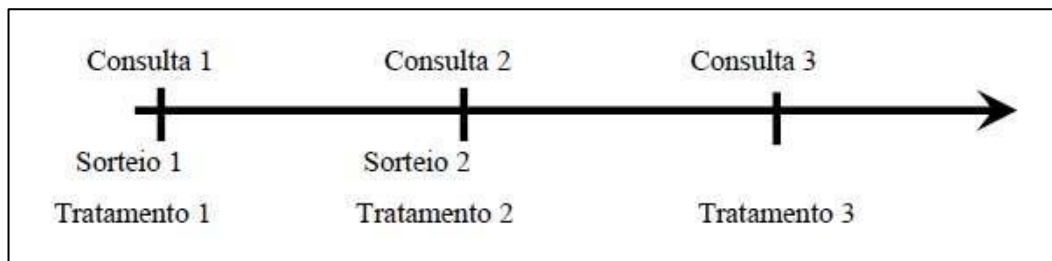 Consulta 1 Consulta 2 Consulta 3
Sorteio 1 Sorteio 2
Tratamento 1 Tratamento 2 Tratamento 3